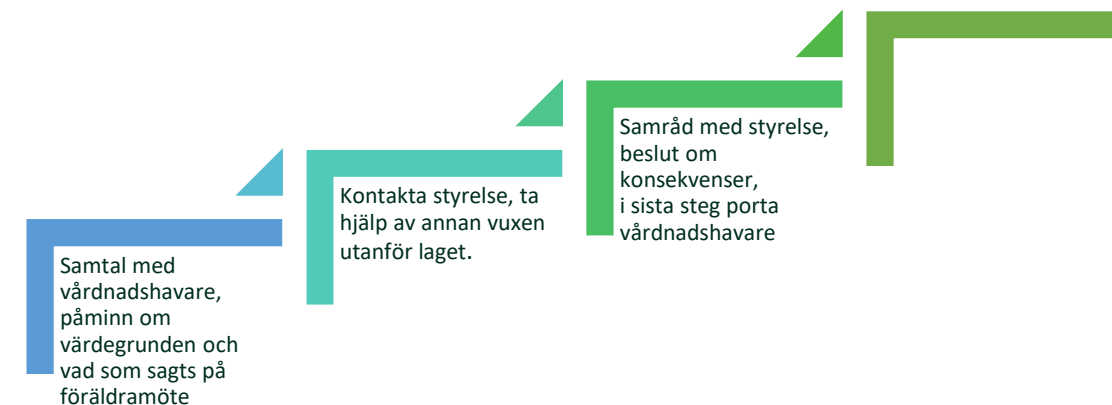 Samtal med
vårdnadshavare,
påminn om
värdegrunden och
vad som sagts på
föräldramöte
Kontakta styrelse, ta
hjälp av annan vuxen
utanför laget.
Samråd med styrelse,
beslut om
konsekvenser,
i sista steg porta
vårdnadshavare